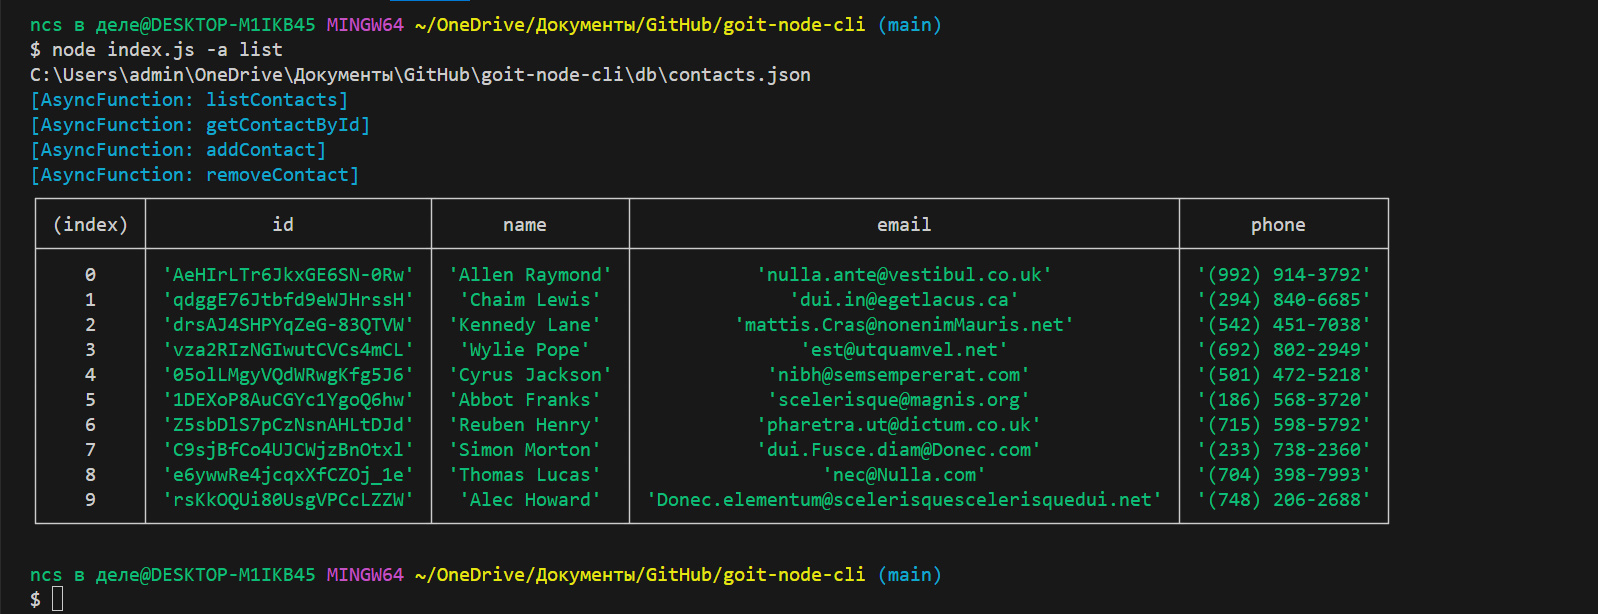 ncs в деле@DESKTOP-M1IKB45 MINGW64 ~/OneDrive/Документы/GitHub/goit-node-cli (main)
$ node index.js -a list
C:\Users\admin\OneDrive\Документы\GitHub\goit-node-cli\db\contacts.json
[AsyncFunction: listContacts]
[AsyncFunction: getContactById]
[AsyncFunction: addContact]
[AsyncFunction: removeContact]
(index) id name email phone
0 'AeHIrLTr6JkxGE6SN-0Rw' 'Allen Raymond' 'nulla.ante@vestibul.co.uk' '(992) 914-3792'
1 'qdggE76Jtbfd9eWJHrssH' 'Chaim Lewis' 'dui.in@egetlacus.ca' '(294) 840-6685'
2 'drsAJ4SHPYqZeG-83QTVW' 'Kennedy Lane' 'mattis.Cras@nonenimMauris.net' '(542) 451-7038'
3 'vza2RIzNGIwutCVCs4mCL' 'Wylie Pope' 'est@utquamvel.net' '(692) 802-2949'
4 '05olLMgyVQdWRwgKfg5J6' 'Cyrus Jackson' 'nibh@semsempererat.com' '(501) 472-5218'
5 '1DEXoP8AuCGYc1YgoQ6hw' 'Abbot Franks' 'scelerisque@magnis.org' '(186) 568-3720'
6 'Z5sbDlS7pCzNsnAHLtDJd' 'Reuben Henry' 'pharetra.ut@dictum.co.uk' '(715) 598-5792'
7 'C9sjBfCo4UJCWjzBnOtxl' 'Simon Morton' 'dui.Fusce.diam@Donec.com' '(233) 738-2360'
8 'e6ywwRe4jcqxXfCZOj_1e' 'Thomas Lucas' 'nec@Nulla.com' '(704) 398-7993'
9 'rsKkOQUi80UsgVPCcLZZW' 'Alec Howard' 'Donec.elementum@scelerisquescelerisquedui.net' '(748) 206-2688'
ncs в деле@DESKTOP-M1IKB45 MINGW64 ~/OneDrive/Документы/GitHub/goit-node-cli (main)
$